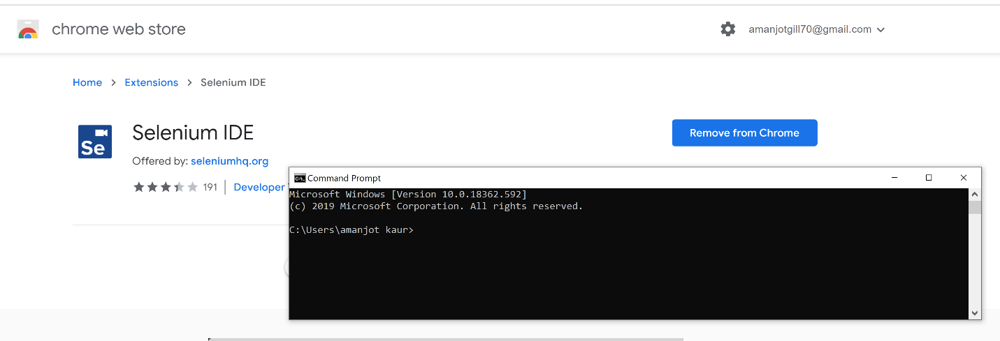 chrome web store
amanjotgill70@gmail.com
Home > Extensions > Selenium IDE
Se
Selenium IDE
Remove from Chrome
Offered by: seleniumhq.org
191 Developer
C:\.
Command Prompt
Microsoft Windows [Version 10.0.18362.592]
(c) 2019 Microsoft Corporation. All rights reserved.
C:\Users\amanjot kaur>